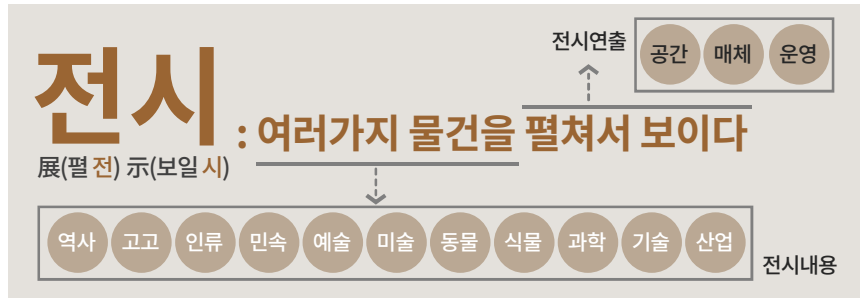 전시연출
공간 매체 운영
전시
: 여러가지 물건을 펼쳐서 보이다
展(펼 전) 示(보일 시)
역사 고고 인류 민속 예술 미술 동물 식물 과학 기술 산업
전시내용